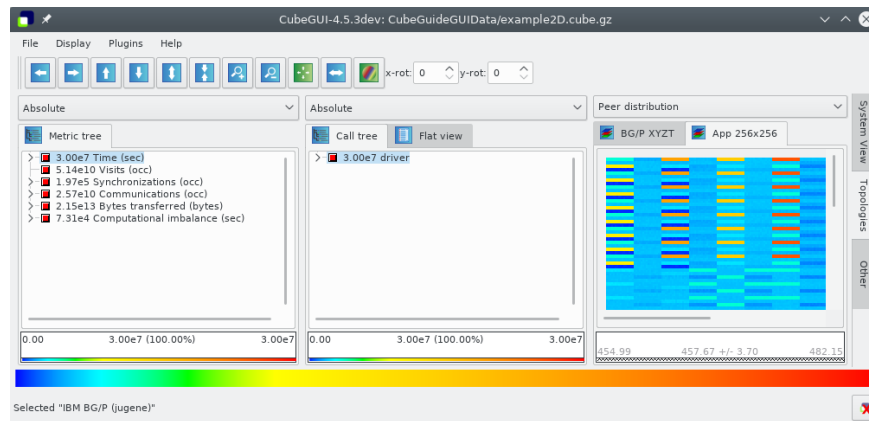 CubeGUI-4.5.3dev: CubeGuideGUIData/example2D.cube.gz
File Display Plugins Help
x-rot: 0 y-rot: 0
Absolute
Metric tree
3.00e7 Time (sec)
5.14e10 Visits (occ)
1.97e5 Synchronizations (occ)
2.57e10 Communications (occ)
2.15e13 Bytes transferred (bytes)
7.31e4 Computational imbalance (sec)
0.00 3.00e7 (100.00%) 3.00e7
Absolute
Call tree Flat view
3.00e7 driver
0.00 3.00e7 (100.00%) 3.00e7
Peer distribution
BG/P XYZT App 256x256
454.99 457.67 +/- 3.70 482.15
System View
Topologies
Other
Selected "IBM BG/P (jugene)"